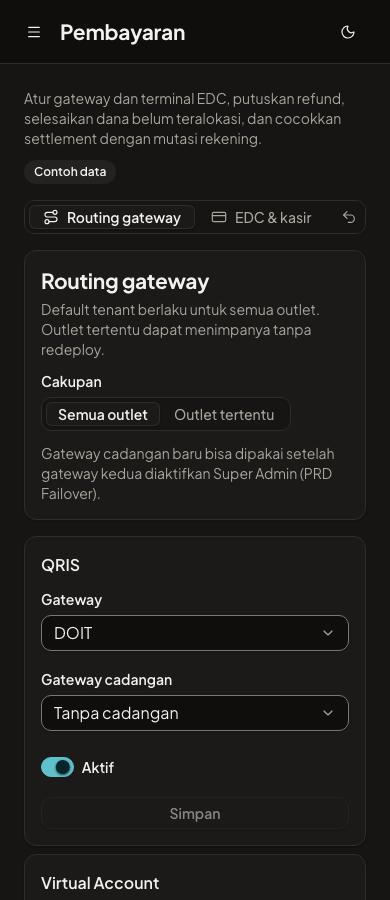 Pembayaran
Atur gateway dan terminal EDC, putuskan refund,
selesaikan dana belum teralokasi, dan cocokkan
settlement dengan mutasi rekening.
Contoh data
Routing gateway
EDC & kasir
Routing gateway
Default tenant berlaku untuk semua outlet.
Outlet tertentu dapat menimpanya tanpa
redeploy.
Cakupan
Semua outlet
Outlet tertentu
Gateway cadangan baru bisa dipakai setelah
gateway kedua diaktifkan Super Admin (PRD
Failover).
QRIS
Gateway
DOIT
Gateway cadangan
Tanpa cadangan
Aktif
Simpan
Virtual Account